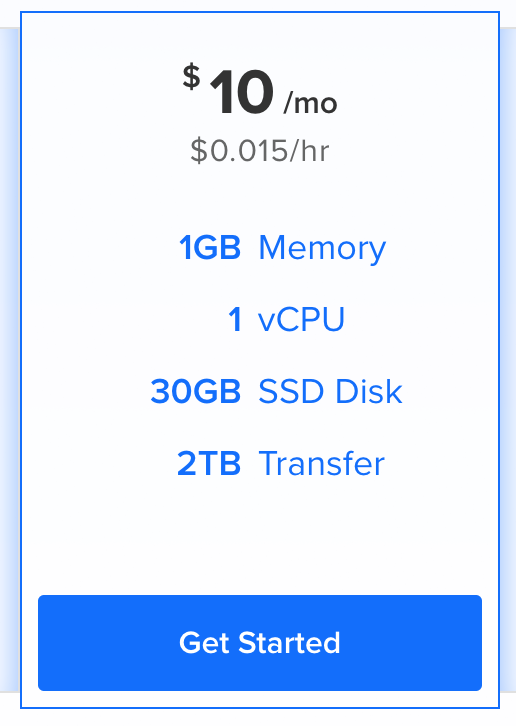 $10 /mo
$0.015/hr
1GB Memory
1 vCPU
30GB SSD Disk
2TB Transfer
Get Started